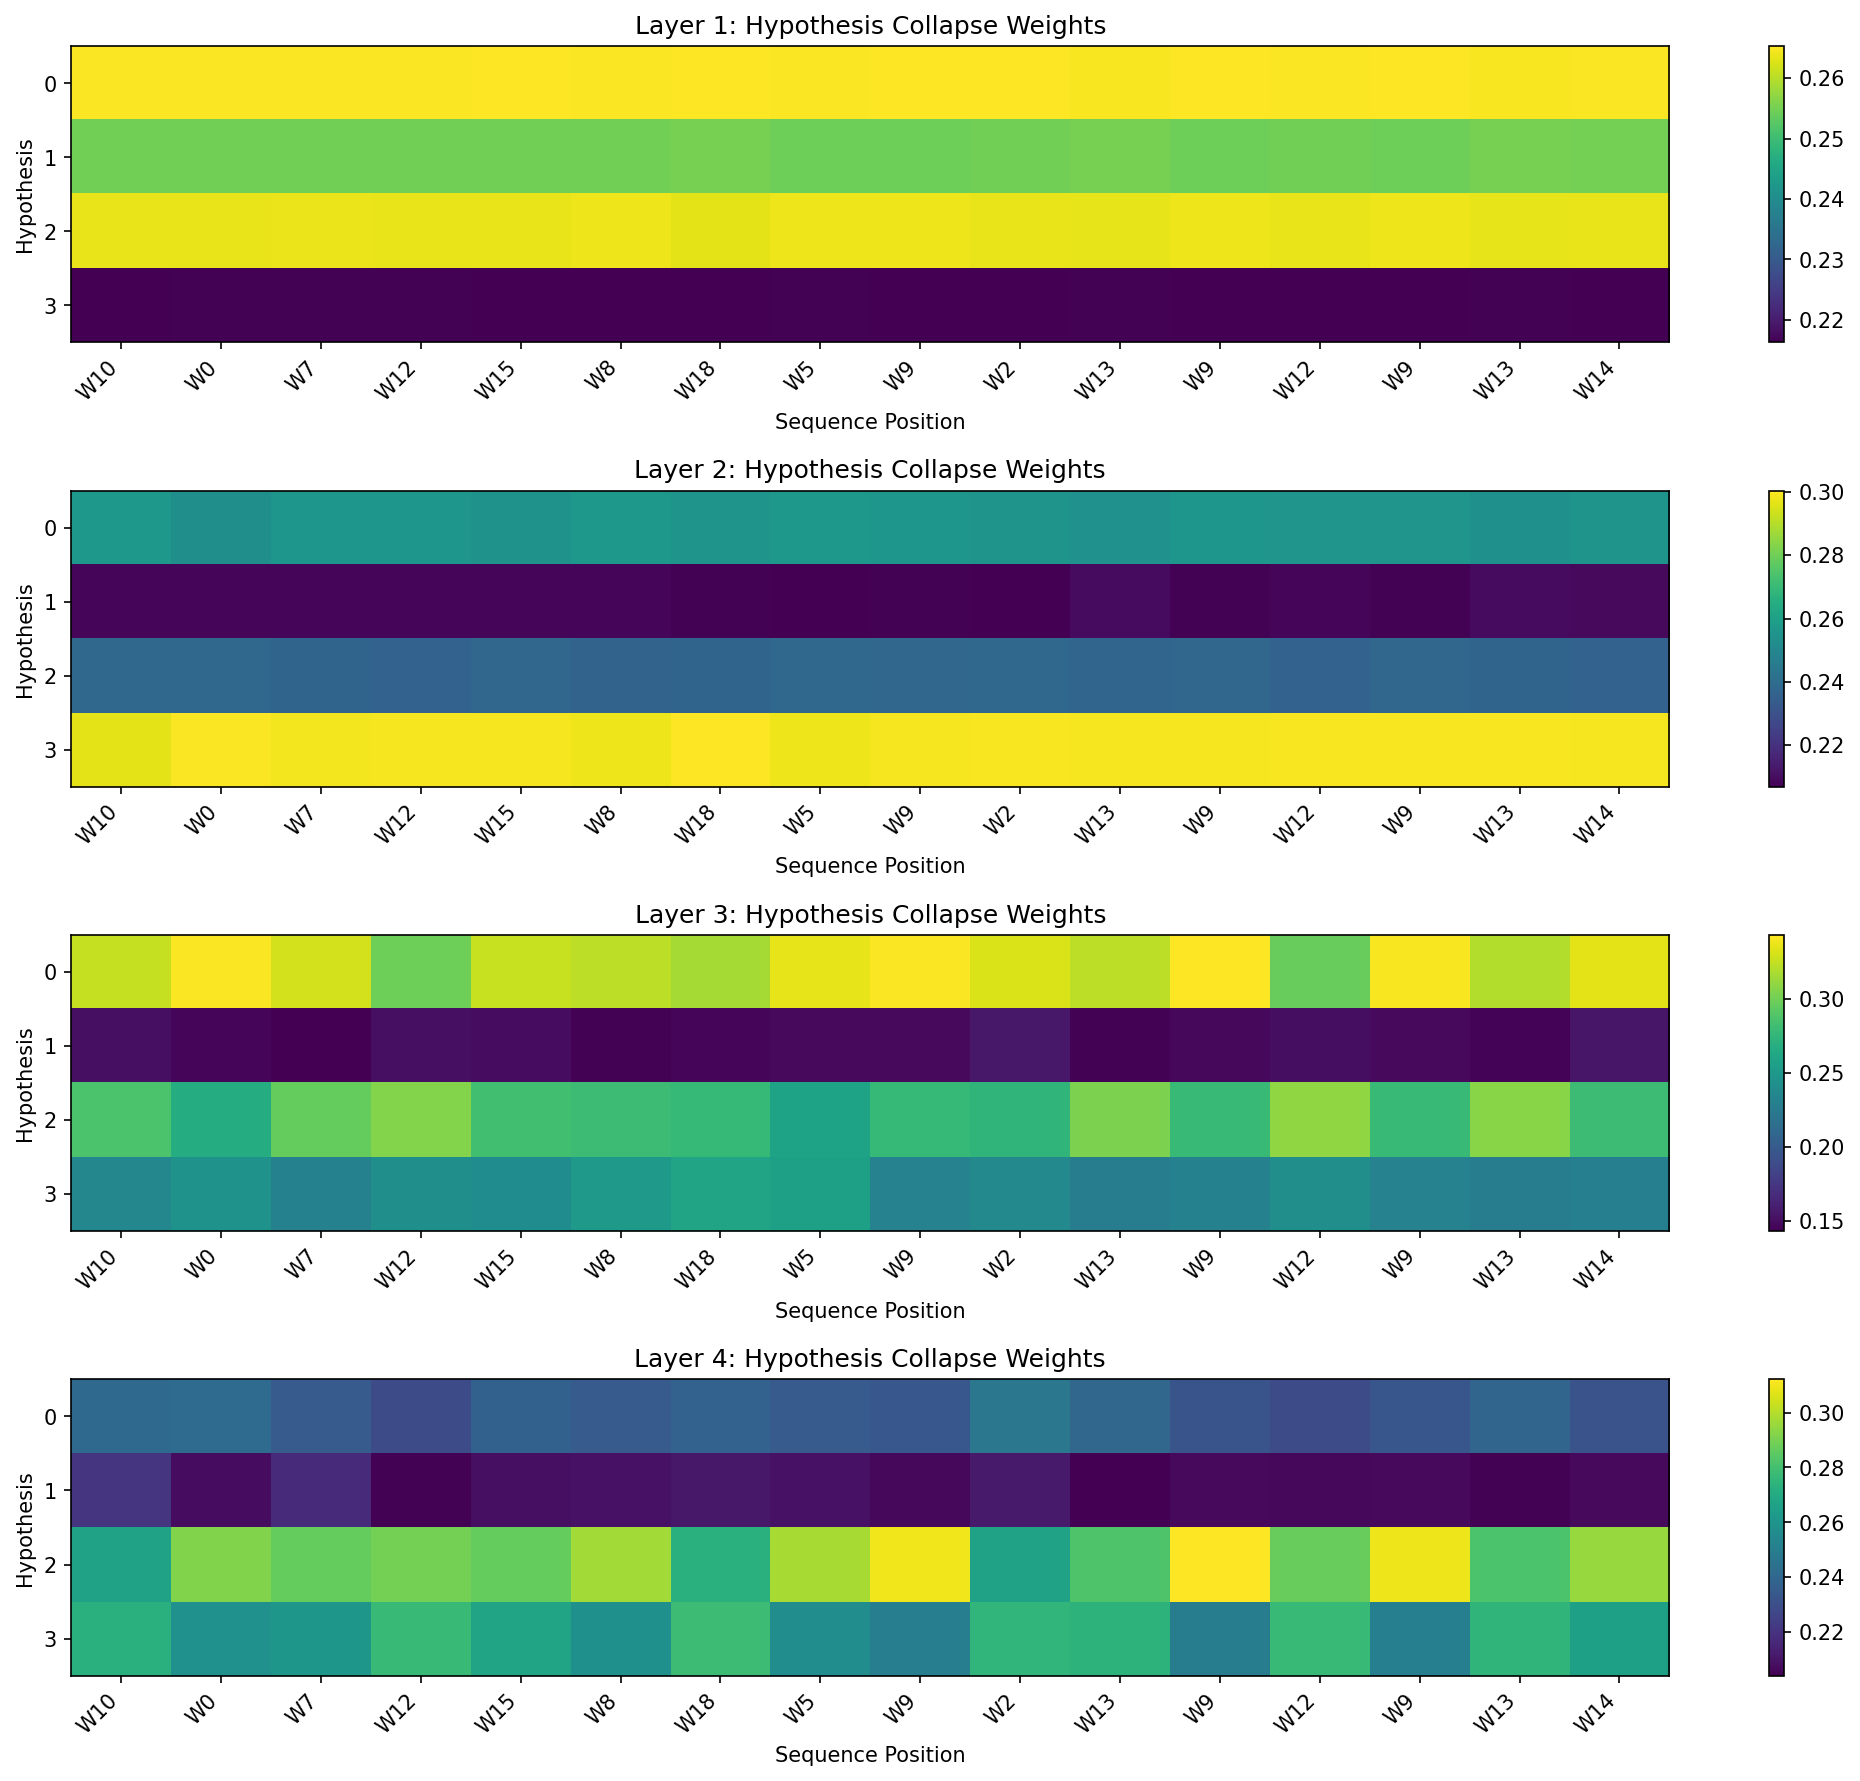 Layer 1: Hypothesis Collapse Weights
Hypothesis
0
1
2
3
W10 W0 W7 W12 W15 W8 W18 W5 W9 W2 W13 W9 W12 W9 W13 W14
Sequence Position
0.26
0.25
0.24
0.23
0.22
Layer 2: Hypothesis Collapse Weights
Hypothesis
0
1
2
3
W10 W0 W7 W12 W15 W8 W18 W5 W9 W2 W13 W9 W12 W9 W13 W14
Sequence Position
0.30
0.28
0.26
0.24
0.22
Layer 3: Hypothesis Collapse Weights
Hypothesis
0
1
2
3
W10 W0 W7 W12 W15 W8 W18 W5 W9 W2 W13 W9 W12 W9 W13 W14
Sequence Position
0.30
0.25
0.20
0.15
Layer 4: Hypothesis Collapse Weights
Hypothesis
0
1
2
3
W10 W0 W7 W12 W15 W8 W18 W5 W9 W2 W13 W9 W12 W9 W13 W14
Sequence Position
0.30
0.28
0.26
0.24
0.22